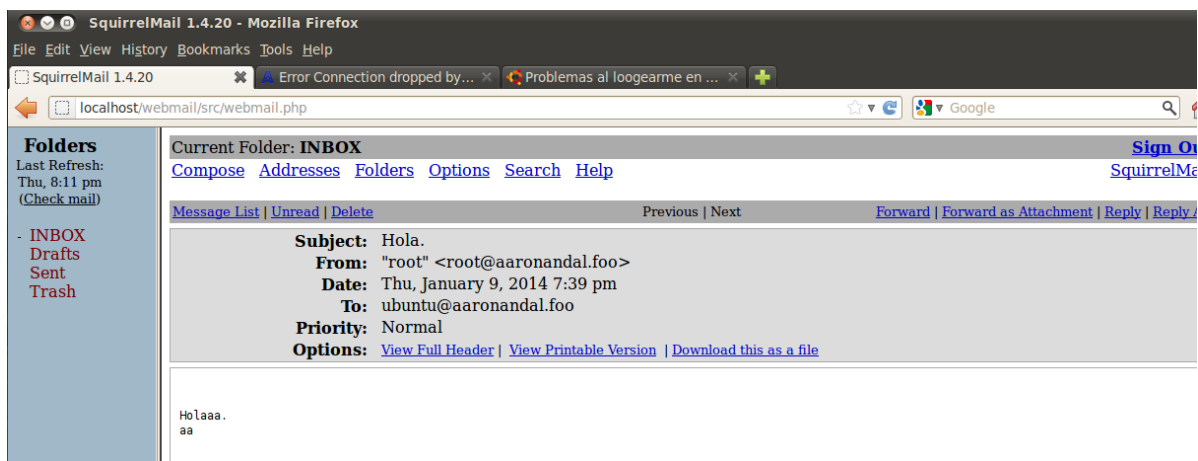 SquirrelMail 1.4.20 - Mozilla Firefox
File Edit View History Bookmarks Tools Help
SquirrelMail 1.4.20
Error Connection dropped by...
Problemas al loogearme en ...
localhost/webmail/src/webmail.php
Google
Folders
Last Refresh:
Thu, 8:11 pm
(Check mail)
- INBOX
Drafts
Sent
Trash
Current Folder: INBOX
Sign Ou
Compose Addresses Folders Options Search Help
SquirrelMa
Message List | Unread | Delete
Previous | Next
Forward | Forward as Attachment | Reply | Reply A
Subject: Hola.
From: "root" <root@aaronandal.foo>
Date: Thu, January 9, 2014 7:39 pm
To: ubuntu@aaronandal.foo
Priority: Normal
Options: View Full Header | View Printable Version | Download this as a file
Holaaa.
aa